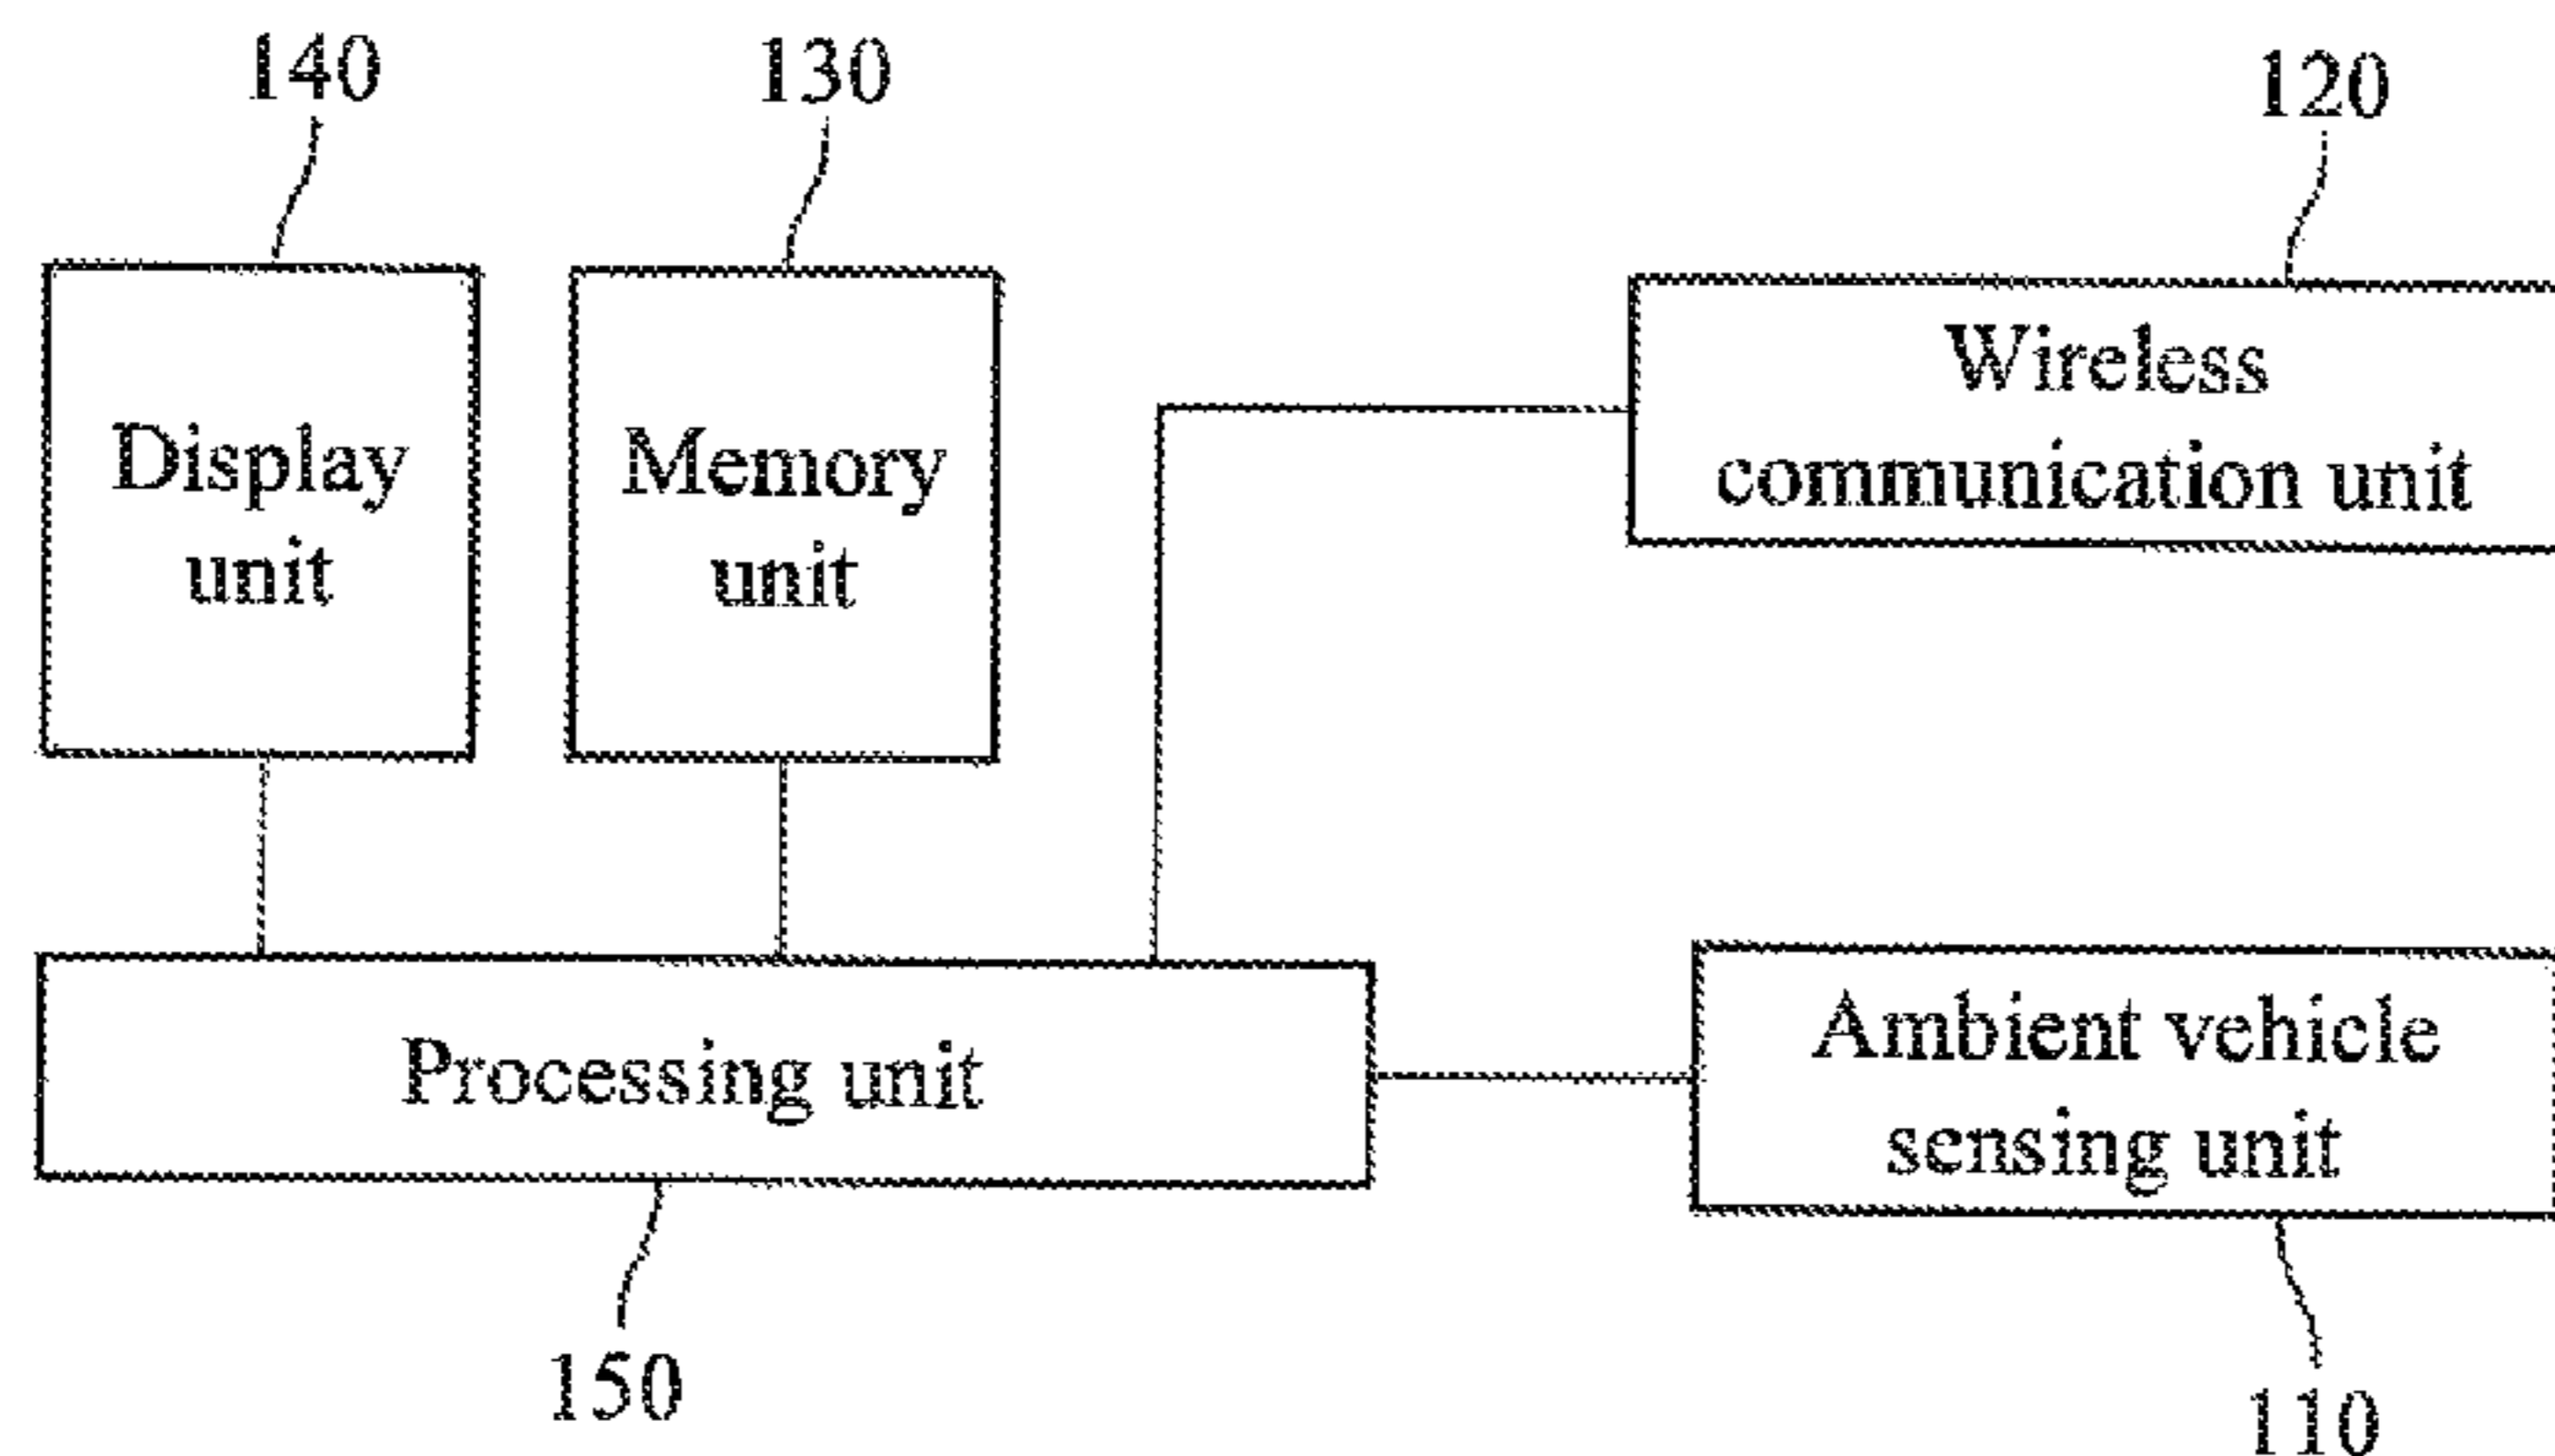 140
130
120
Display
unit
Memory
unit
Wireless
communication unit
Processing unit
Ambient vehicle
sensing unit
150
110